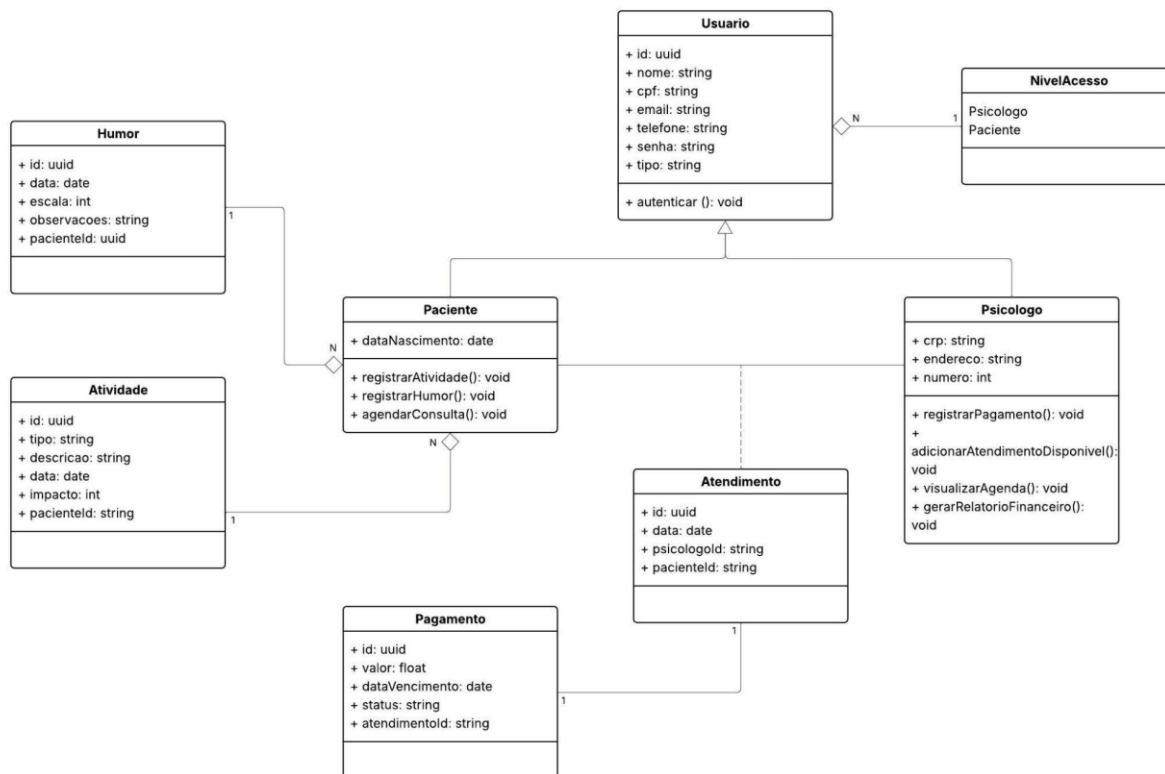 Usuario
+ id: uuid
+ nome: string
+ cpf: string
+ email: string
+ telefone: string
+ senha: string
+ tipo: string
+ autenticar (): void
N
1
NivelAcesso
Psicologo
Paciente
Humor
+ id: uuid
+ data: date
+ escala: int
+ observacoes: string
+ pacienteId: uuid
1
N
Paciente
+ dataNascimento: date
+ registrarAtividade(): void
+ registrarHumor(): void
+ agendarConsulta(): void
N
Psicologo
+ crp: string
+ endereco: string
+ numero: int
+ registrarPagamento(): void
+
adicionarAtendimentoDisponivel():
void
+ visualizarAgenda(): void
+ gerarRelatorioFinanceiro():
void
Atividade
+ id: uuid
+ tipo: string
+ descricao: string
+ data: date
+ impacto: int
+ pacienteId: string
1
Atendimento
+ id: uuid
+ data: date
+ psicologoId: string
+ pacienteId: string
1
Pagamento
+ id: uuid
+ valor: float
+ dataVencimento: date
+ status: string
+ atendimentoId: string
1